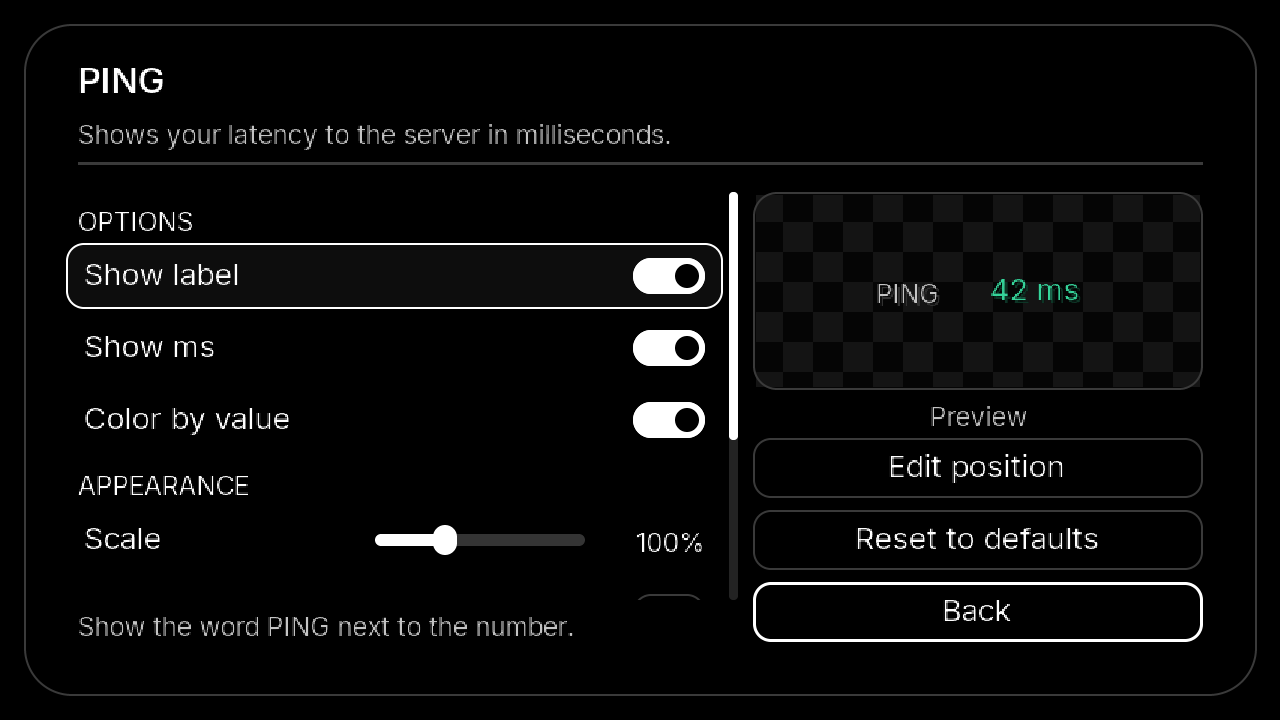 PING
Shows your latency to the server in milliseconds.
OPTIONS
Show label
Show ms
Color by value
APPEARANCE
Scale
100%
Show the word PING next to the number.
PING
42 ms
Preview
Edit position
Reset to defaults
Back